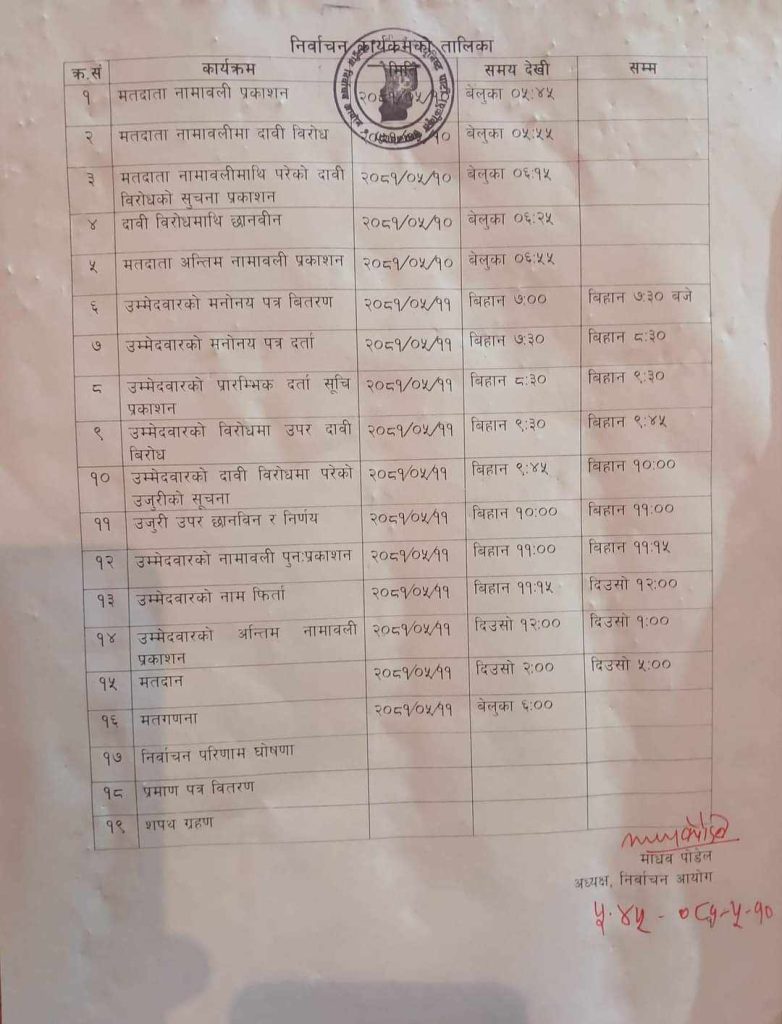 निर्वाचन कार्यक्रमको तालिका
क्र.सं कार्यक्रम मिति समय देखी सम्म
१ मतदाता नामावली प्रकाशन बेलुका ०५:४५
२ मतदाता नामावलीमा दावी विरोध बेलुका ०५:५५
३ मतदाता नामावलीमाथि परेको दावी २०८१/०५/१० बेलुका ०६:१५
विरोधको सुचना प्रकाशन
४ दावी विरोधमाथि छानवीन २०८१/०५/१० बेलुका ०६:२५
५ मतदाता अन्तिम नामावली प्रकाशन २०८१/०५/१० बेलुका ०६:५५
६ उम्मेदवारको मनोनय पत्र बितरण २०८१/०५/११ बिहान ७:०० बिहान ७:३० बजे
७ उम्मेदवारको मनोनय पत्र दर्ता २०८१/०५/११ बिहान ७:३० बिहान ८:३०
८ उम्मेदवारको प्रारम्भिक दर्ता सूचि २०८१/०५/११ बिहान ८:३० बिहान ९:३०
प्रकाशन
९ उम्मेदवारको विरोधमा उपर दावी २०८१/०५/११ बिहान ९:३० बिहान ९:४५
बिरोध
१० उम्मेदवारको दावी विरोधमा परेको २०८१/०५/११ बिहान ९:४५ बिहान १०:००
उजुरीको सुचना
११ उजुरी उपर छानविन र निर्णय २०८१/०५/११ बिहान १०:०० बिहान ११:००
१२ उम्मेदवारको नामावली पुन:प्रकाशन २०८१/०५/११ बिहान ११:०० बिहान ११:१५
१३ उम्मेदवारको नाम फिर्ता २०८१/०५/११ बिहान ११:१५ दिउसो १२:००
१४ उम्मेदवारको अन्तिम नामावली २०८१/०५/११ दिउसो १२:०० दिउसो १:००
प्रकाशन
१५ मतदान २०८१/०५/११ दिउसो २:०० दिउसो ५:००
१६ मतगणना २०८१/०५/११ बेलुका ६:००
१७ निर्वाचन परिणाम घोषणा
१८ प्रमाण पत्र वितरण
१९ शपथ ग्रहण
माधव पौडेल
अध्यक्ष, निर्वाचन आयोग
५.४५ - ०८१-५-१०